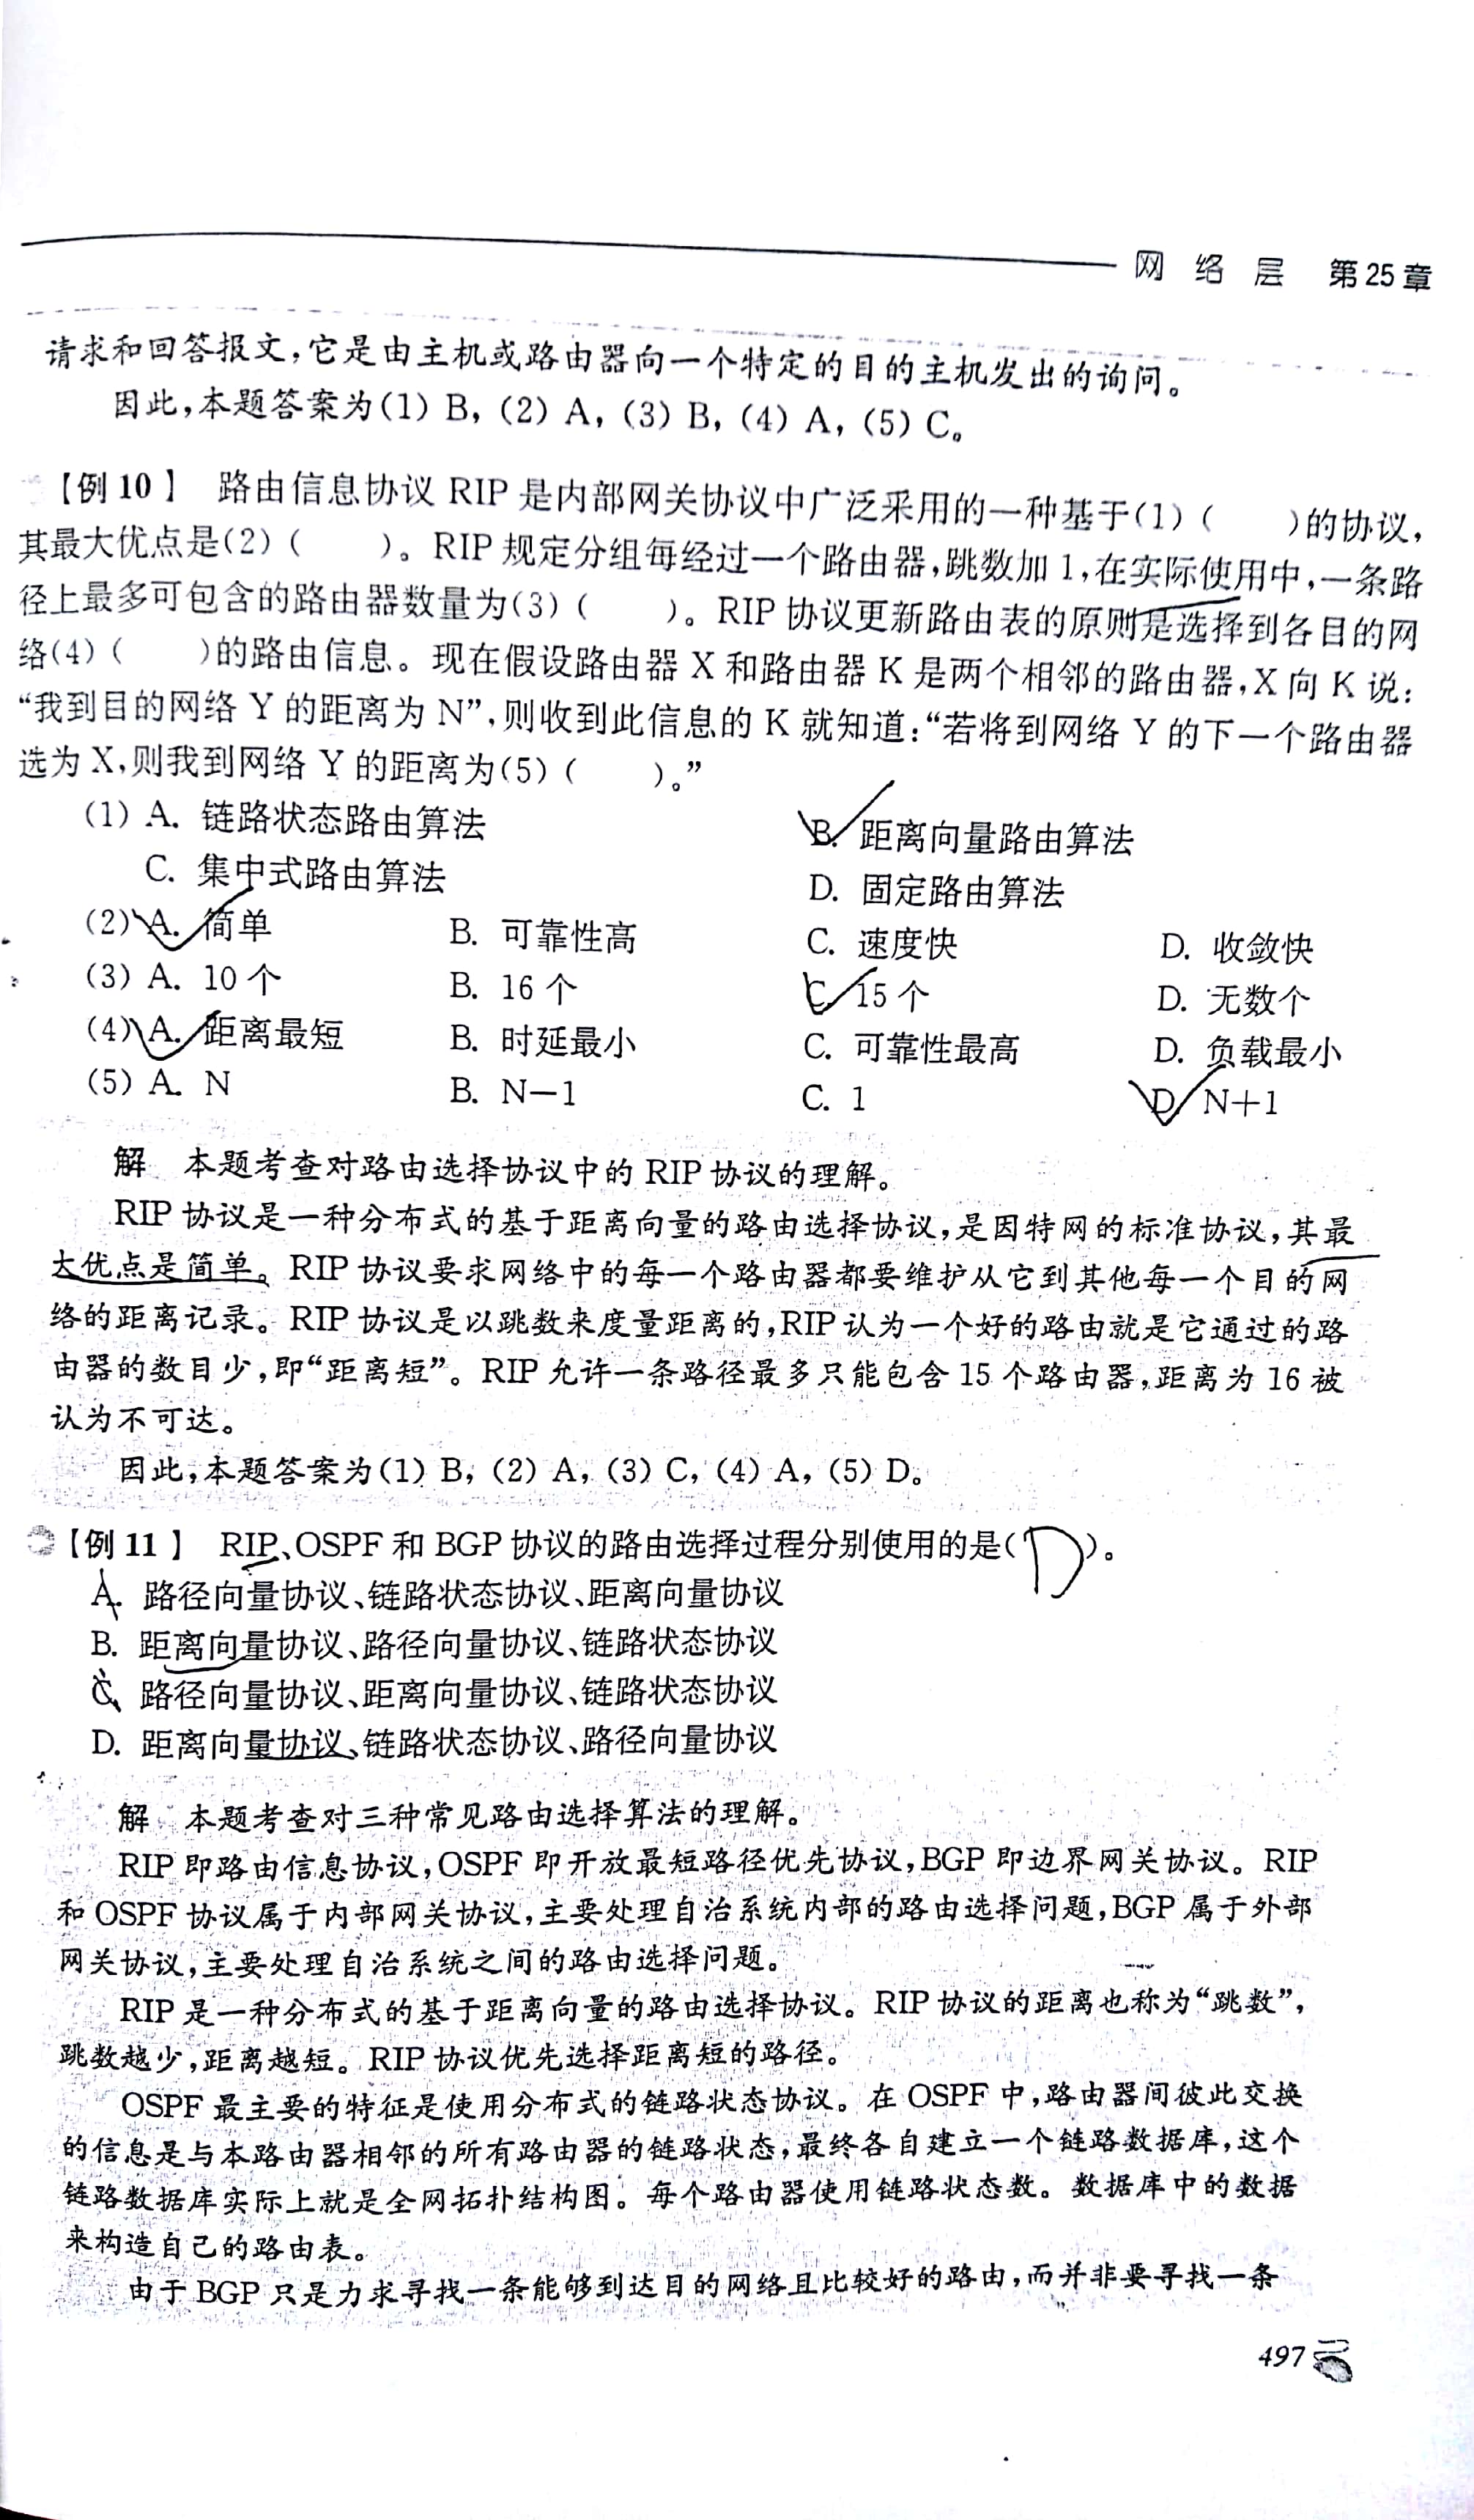 网 络 层 第25章
请求和回答报文,它是由主机或路由器向一个特定的目的主机发出的询问。
因此,本题答案为(1) B, (2) A, (3) B, (4) A, (5) C。
【例 10 】 路由信息协议 RIP 是内部网关协议中广泛采用的一种基于(1) (    )的协议,
其最大优点是(2) (    )。RIP 规定分组每经过一个路由器,跳数加 1,在实际使用中,一条路
径上最多可包含的路由器数量为(3) (    )。RIP 协议更新路由表的原则是选择到各目的网
络(4) (    )的路由信息。现在假设路由器 X 和路由器 K 是两个相邻的路由器,X 向 K 说:
“我到目的网络 Y 的距离为 N”,则收到此信息的 K 就知道:“若将到网络 Y 的下一个路由器
选为 X,则我到网络 Y 的距离为(5) (    )。”
(1) A. 链路状态路由算法 B. 距离向量路由算法
C. 集中式路由算法 D. 固定路由算法
(2) A. 简单 B. 可靠性高 C. 速度快 D. 收敛快
(3) A. 10 个 B. 16 个 C. 15 个 D. 无数个
(4) A. 距离最短 B. 时延最小 C. 可靠性最高 D. 负载最小
(5) A. N B. N−1 C. 1 D. N+1
解 本题考查对路由选择协议中的 RIP 协议的理解。
RIP 协议是一种分布式的基于距离向量的路由选择协议,是因特网的标准协议,其最
大优点是简单。RIP 协议要求网络中的每一个路由器都要维护从它到其他每一个目的网
络的距离记录。RIP 协议是以跳数来度量距离的,RIP 认为一个好的路由就是它通过的路
由器的数目少,即“距离短”。RIP 允许一条路径最多只能包含 15 个路由器,距离为 16 被
认为不可达。
因此,本题答案为(1) B, (2) A, (3) C, (4) A, (5) D。
【例 11 】 RIP、OSPF 和 BGP 协议的路由选择过程分别使用的是( D )。
A. 路径向量协议、链路状态协议、距离向量协议
B. 距离向量协议、路径向量协议、链路状态协议
C. 路径向量协议、距离向量协议、链路状态协议
D. 距离向量协议、链路状态协议、路径向量协议
解 本题考查对三种常见路由选择算法的理解。
RIP 即路由信息协议,OSPF 即开放最短路径优先协议,BGP 即边界网关协议。RIP
和 OSPF 协议属于内部网关协议,主要处理自治系统内部的路由选择问题,BGP 属于外部
网关协议,主要处理自治系统之间的路由选择问题。
RIP 是一种分布式的基于距离向量的路由选择协议。RIP 协议的距离也称为“跳数”,
跳数越少,距离越短。RIP 协议优先选择距离短的路径。
OSPF 最主要的特征是使用分布式的链路状态协议。在 OSPF 中,路由器间彼此交换
的信息是与本路由器相邻的所有路由器的链路状态,最终各自建立一个链路数据库,这个
链路数据库实际上就是全网拓扑结构图。每个路由器使用链路状态数。数据库中的数据
来构造自己的路由表。
由于 BGP 只是力求寻找一条能够到达目的网络且比较好的路由,而并非要寻找一条
497